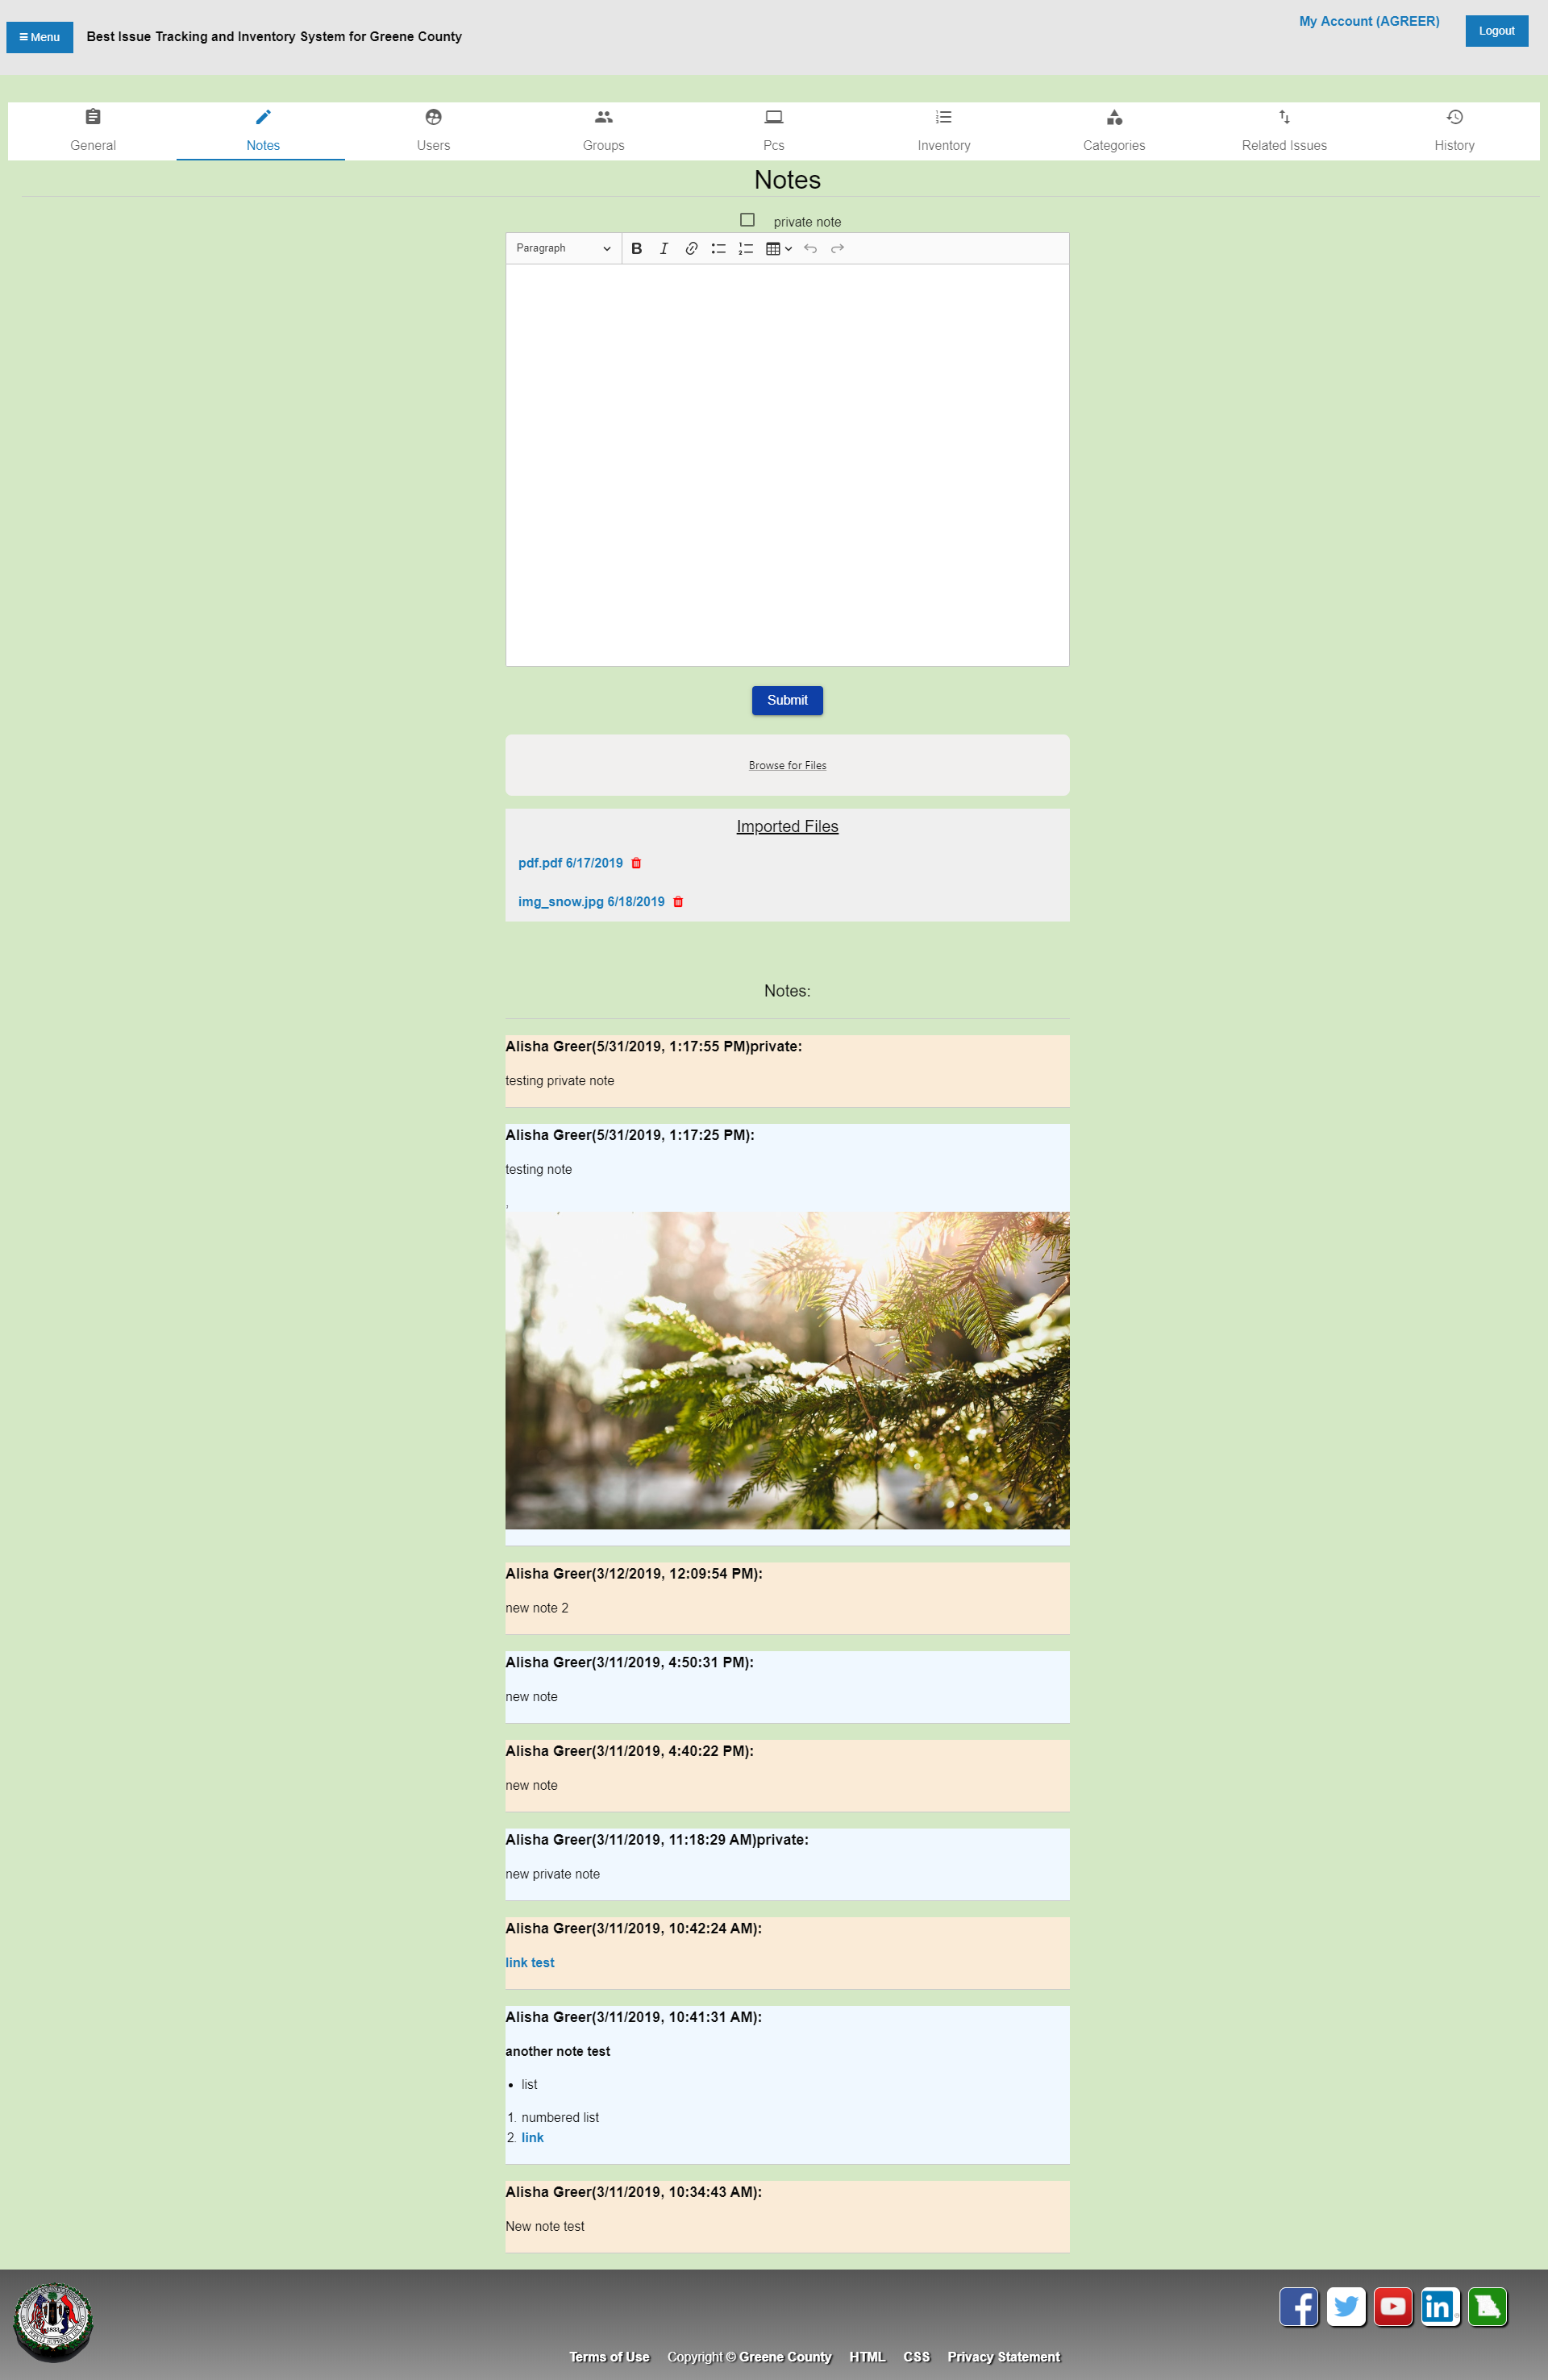 ☰ Menu
Best Issue Tracking and Inventory System for Greene County
My Account (AGREER)
Logout
General
Notes
Users
Groups
Pcs
Inventory
Categories
Related Issues
History
Notes
private note
Paragraph
Submit
Browse for Files
Imported Files
pdf.pdf 6/17/2019
img_snow.jpg 6/18/2019
Notes:
Alisha Greer(5/31/2019, 1:17:55 PM)private:
testing private note
Alisha Greer(5/31/2019, 1:17:25 PM):
testing note
Alisha Greer(3/12/2019, 12:09:54 PM):
new note 2
Alisha Greer(3/11/2019, 4:50:31 PM):
new note
Alisha Greer(3/11/2019, 4:40:22 PM):
new note
Alisha Greer(3/11/2019, 11:18:29 AM)private:
new private note
Alisha Greer(3/11/2019, 10:42:24 AM):
link test
Alisha Greer(3/11/2019, 10:41:31 AM):
another note test
• list
1. numbered list
2. link
Alisha Greer(3/11/2019, 10:34:43 AM):
New note test
Terms of Use Copyright © Greene County HTML CSS Privacy Statement